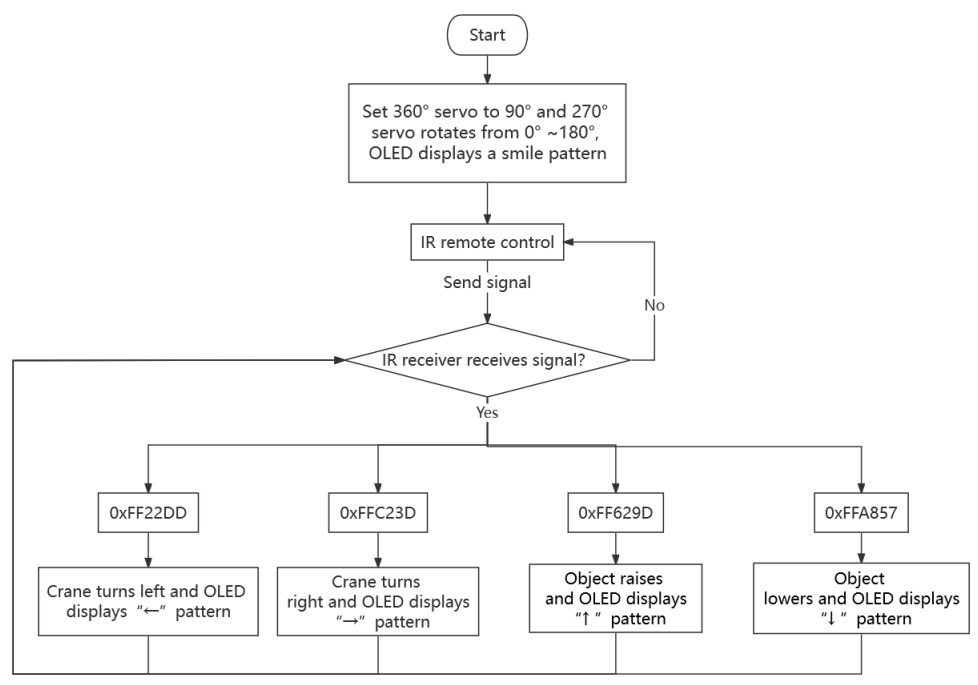 Start
Set 360° servo to 90° and 270°
servo rotates from 0° ~180°,
OLED displays a smile pattern
IR remote control
Send signal
No
IR receiver receives signal?
Yes
0xFF22DD
0xFFC23D
0xFF629D
0xFFA857
Crane turns left and OLED
displays “←” pattern
Crane turns
right and OLED displays
“→” pattern
Object raises
and OLED displays
“↑ ” pattern
Object
lowers and OLED displays
“↓ ” pattern